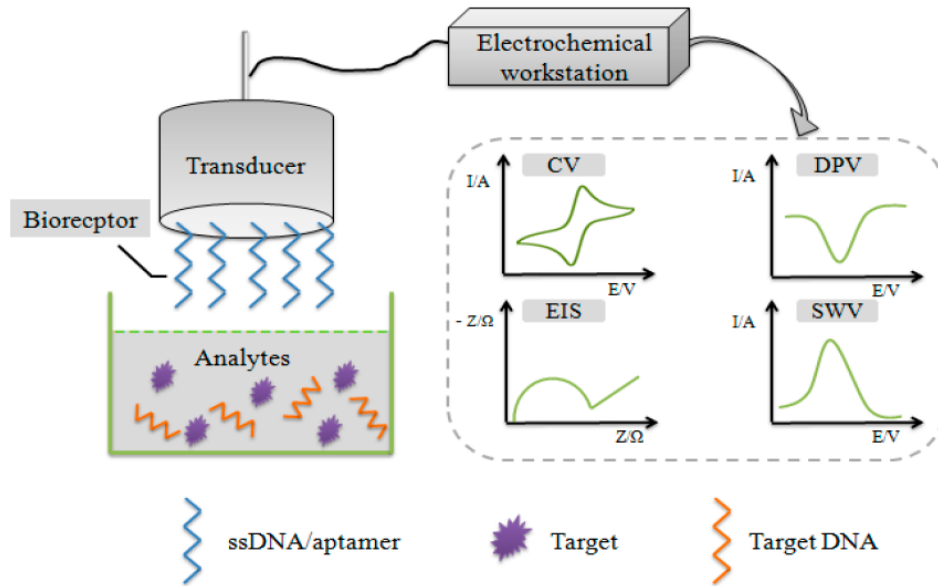 Electrochemical
workstation
Transducer
Biorecptor
Analytes
CV
I/A
E/V
DPV
I/A
E/V
EIS
- Z/Ω
Z/Ω
SWV
I/A
E/V
ssDNA/aptamer
Target
Target DNA